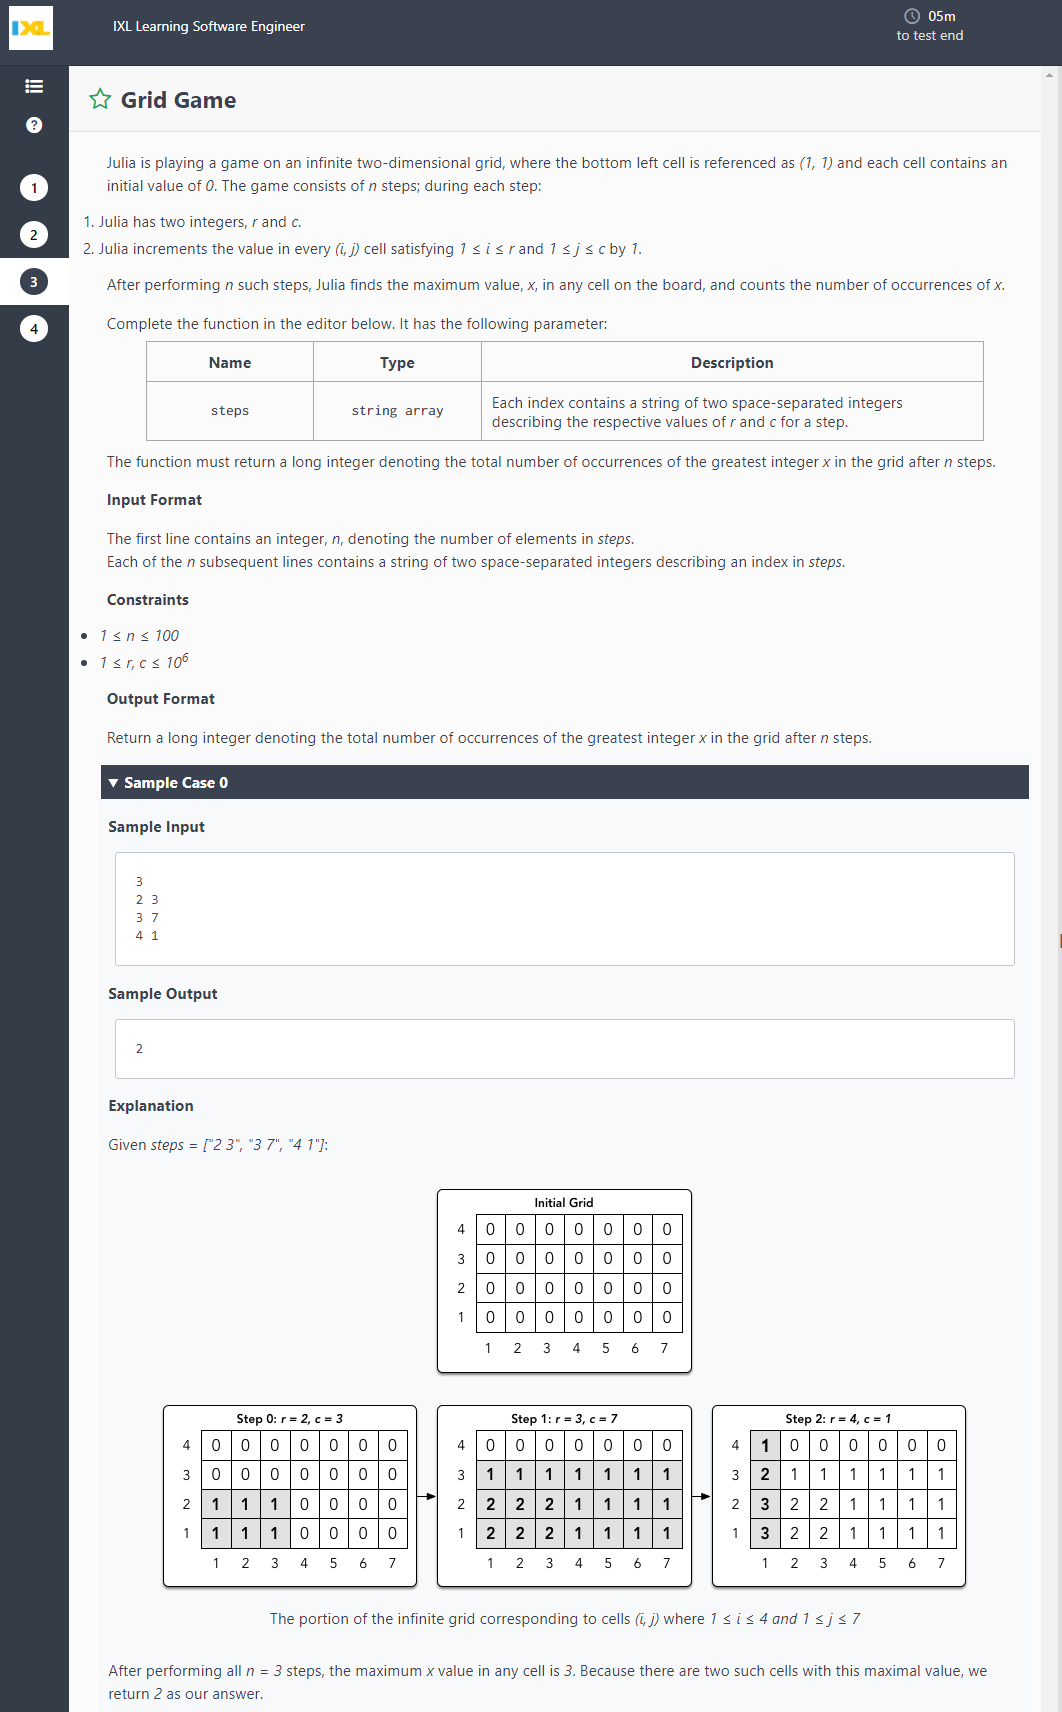 IXL
IXL Learning Software Engineer
05m
to test end
?
1
2
3
4
Grid Game
Julia is playing a game on an infinite two-dimensional grid, where the bottom left cell is referenced as (1, 1) and each cell contains an
initial value of 0. The game consists of n steps; during each step:
1. Julia has two integers, r and c.
2. Julia increments the value in every (i, j) cell satisfying 1 ≤ i ≤ r and 1 ≤ j ≤ c by 1.
After performing n such steps, Julia finds the maximum value, x, in any cell on the board, and counts the number of occurrences of x.
Complete the function in the editor below. It has the following parameter:
Name Type Description
steps string array Each index contains a string of two space-separated integers
describing the respective values of r and c for a step.
The function must return a long integer denoting the total number of occurrences of the greatest integer x in the grid after n steps.
Input Format
The first line contains an integer, n, denoting the number of elements in steps.
Each of the n subsequent lines contains a string of two space-separated integers describing an index in steps.
Constraints
• 1 ≤ n ≤ 100
• 1 ≤ r, c ≤ 10⁶
Output Format
Return a long integer denoting the total number of occurrences of the greatest integer x in the grid after n steps.
▼ Sample Case 0
Sample Input
3
2 3
3 7
4 1
Sample Output
2
Explanation
Given steps = ["2 3", "3 7", "4 1"]:
Initial Grid
4 0 0 0 0 0 0 0
3 0 0 0 0 0 0 0
2 0 0 0 0 0 0 0
1 0 0 0 0 0 0 0
1 2 3 4 5 6 7
Step 0: r = 2, c = 3
4 0 0 0 0 0 0 0
3 0 0 0 0 0 0 0
2 1 1 1 0 0 0 0
1 1 1 1 0 0 0 0
1 2 3 4 5 6 7
Step 1: r = 3, c = 7
4 0 0 0 0 0 0 0
3 1 1 1 1 1 1 1
2 2 2 2 1 1 1 1
1 2 2 2 1 1 1 1
1 2 3 4 5 6 7
Step 2: r = 4, c = 1
4 1 0 0 0 0 0 0
3 2 1 1 1 1 1 1
2 3 2 2 1 1 1 1
1 3 2 2 1 1 1 1
1 2 3 4 5 6 7
The portion of the infinite grid corresponding to cells (i, j) where 1 ≤ i ≤ 4 and 1 ≤ j ≤ 7
After performing all n = 3 steps, the maximum x value in any cell is 3. Because there are two such cells with this maximal value, we
return 2 as our answer.